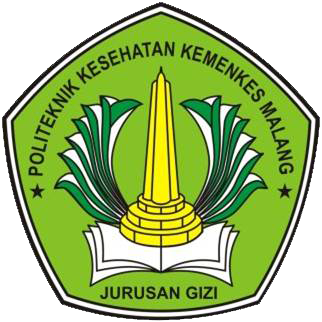 POLITEKNIK KESEHATAN KEMENKES MALANG
JURUSAN GIZI